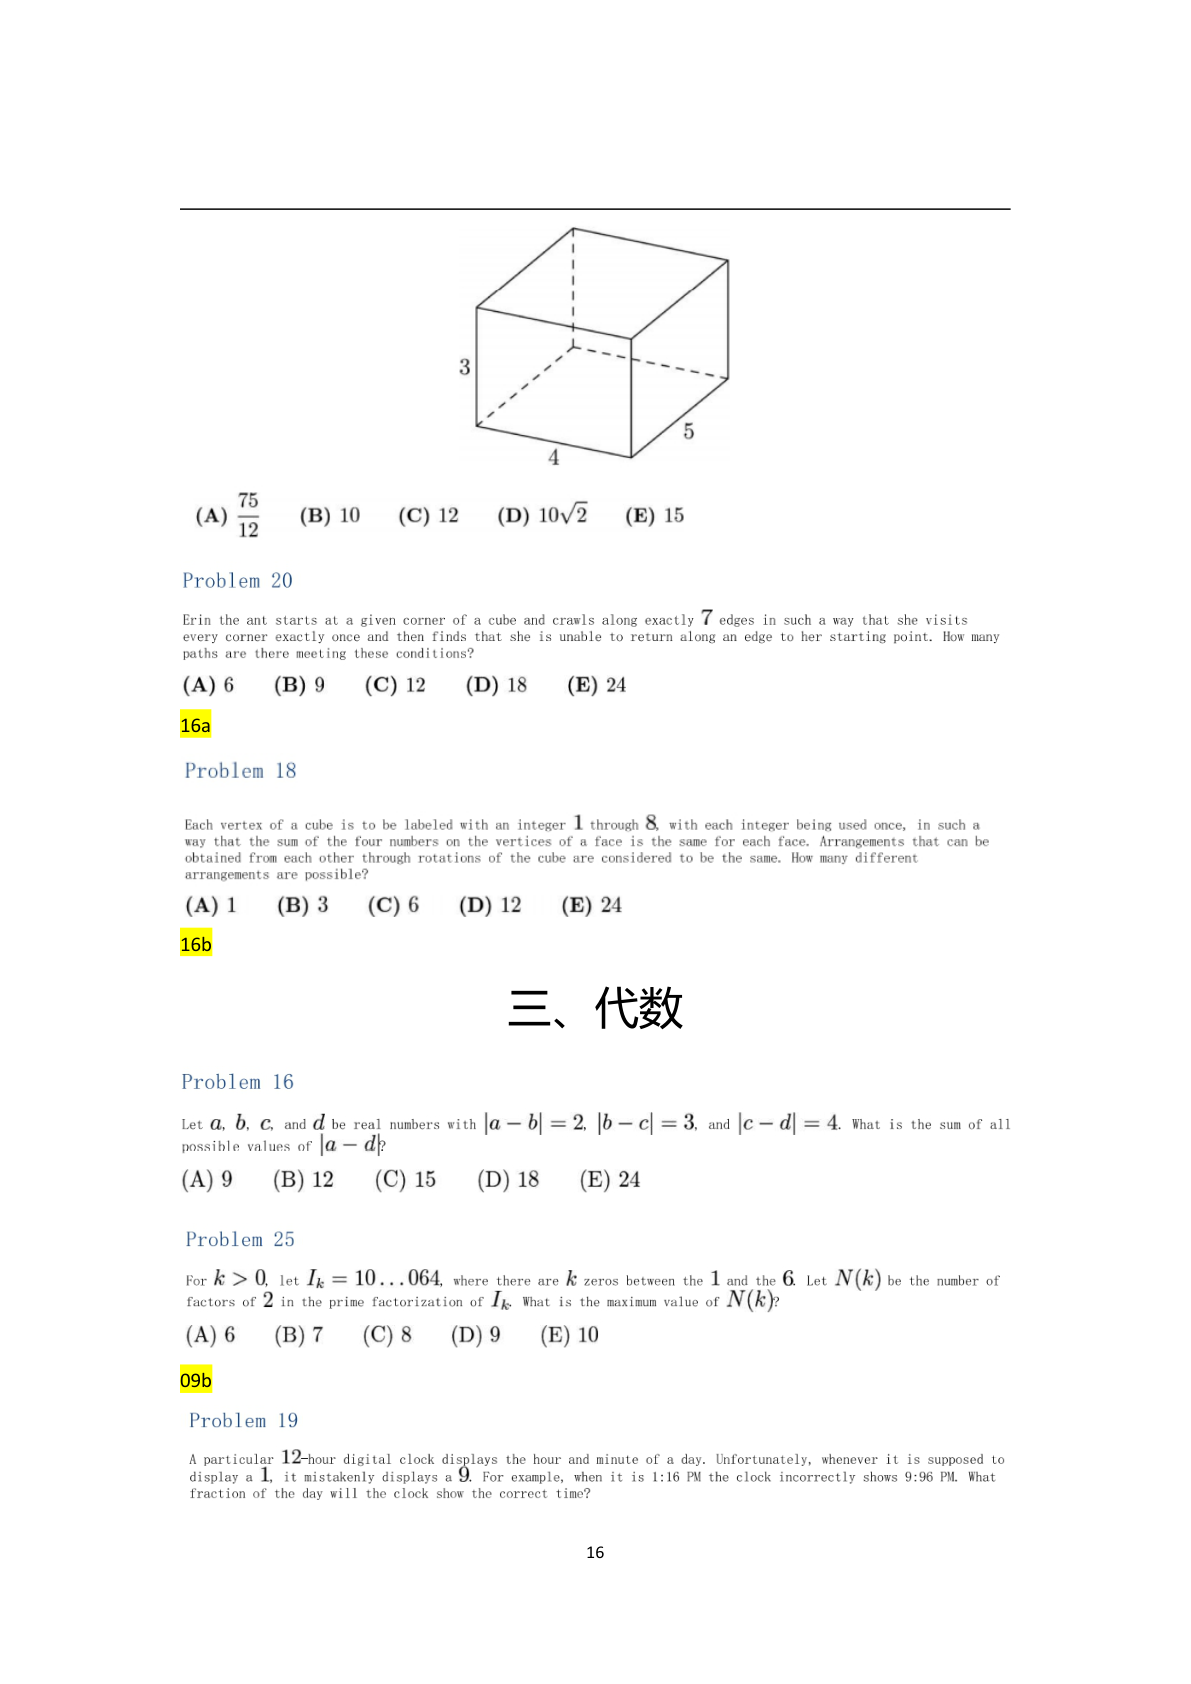 3
5
4
(A) 75/12 (B) 10 (C) 12 (D) 10√2 (E) 15
Problem 20
Erin the ant starts at a given corner of a cube and crawls along exactly 7 edges in such a way that she visits
every corner exactly once and then finds that she is unable to return along an edge to her starting point. How many
paths are there meeting these conditions?
(A) 6 (B) 9 (C) 12 (D) 18 (E) 24
16a
Problem 18
Each vertex of a cube is to be labeled with an integer 1 through 8, with each integer being used once, in such a
way that the sum of the four numbers on the vertices of a face is the same for each face. Arrangements that can be
obtained from each other through rotations of the cube are considered to be the same. How many different
arrangements are possible?
(A) 1 (B) 3 (C) 6 (D) 12 (E) 24
16b
三、代数
Problem 16
Let a, b, c, and d be real numbers with |a − b| = 2, |b − c| = 3, and |c − d| = 4. What is the sum of all
possible values of |a − d|?
(A) 9 (B) 12 (C) 15 (D) 18 (E) 24
Problem 25
For k > 0, let I_k = 10...064, where there are k zeros between the 1 and the 6. Let N(k) be the number of
factors of 2 in the prime factorization of I_k. What is the maximum value of N(k)?
(A) 6 (B) 7 (C) 8 (D) 9 (E) 10
09b
Problem 19
A particular 12-hour digital clock displays the hour and minute of a day. Unfortunately, whenever it is supposed to
display a 1, it mistakenly displays a 9. For example, when it is 1:16 PM the clock incorrectly shows 9:96 PM. What
fraction of the day will the clock show the correct time?
16